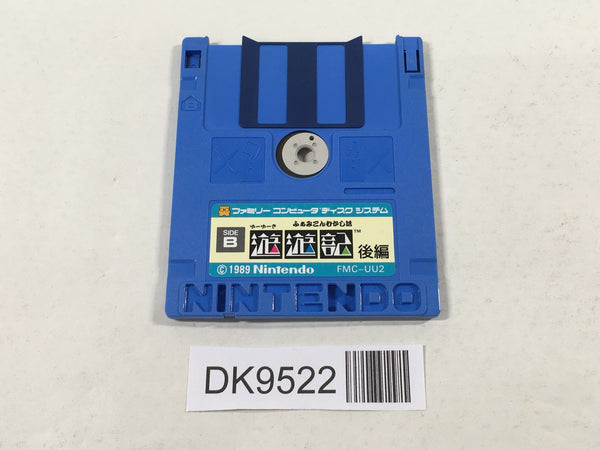 ファミリー コンピュータ ディスク システム
SIDE B
ふぁみこんむかし話
ゆーゆーき
遊遊記™ 後編
©1989 Nintendo FMC-UU2
NINTENDO
DK9522